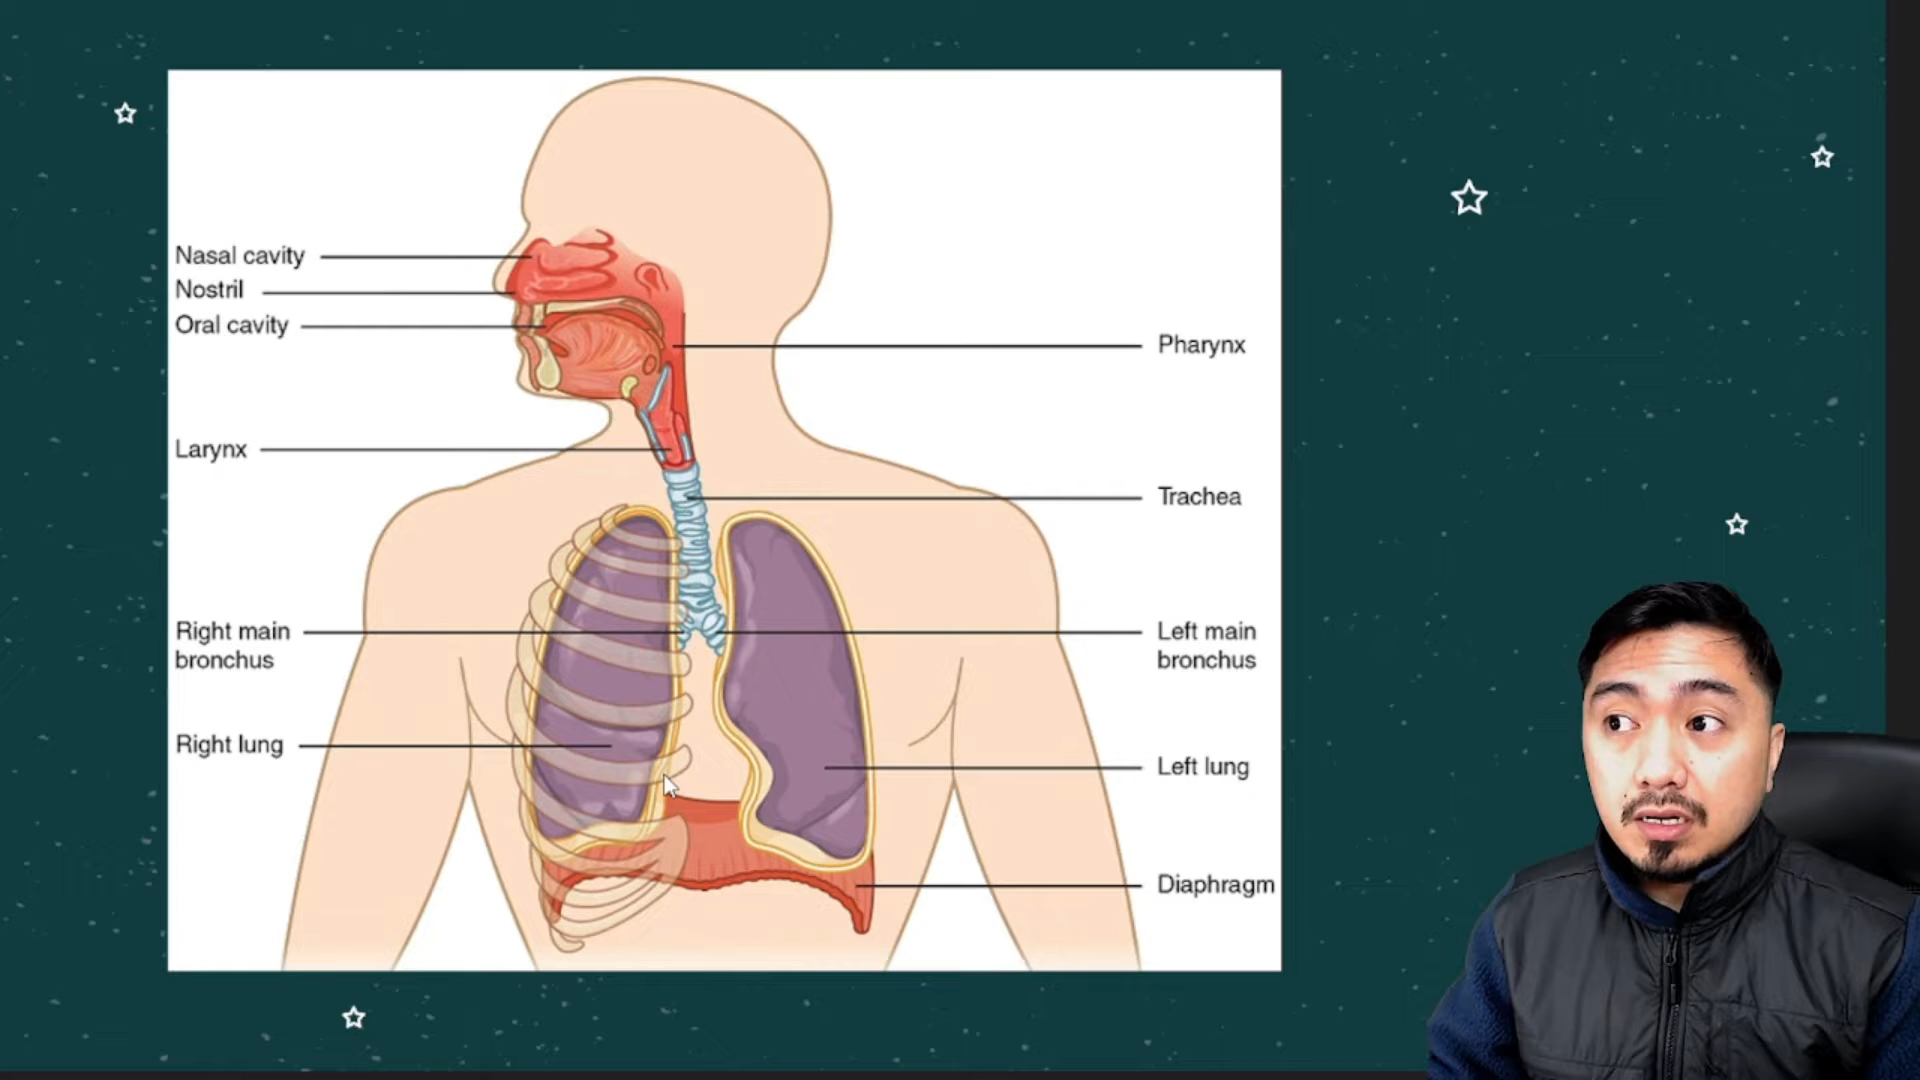 Nasal cavity
Nostril
Oral cavity
Pharynx
Larynx
Trachea
Right main
bronchus
Left main
bronchus
Right lung
Left lung
Diaphragm